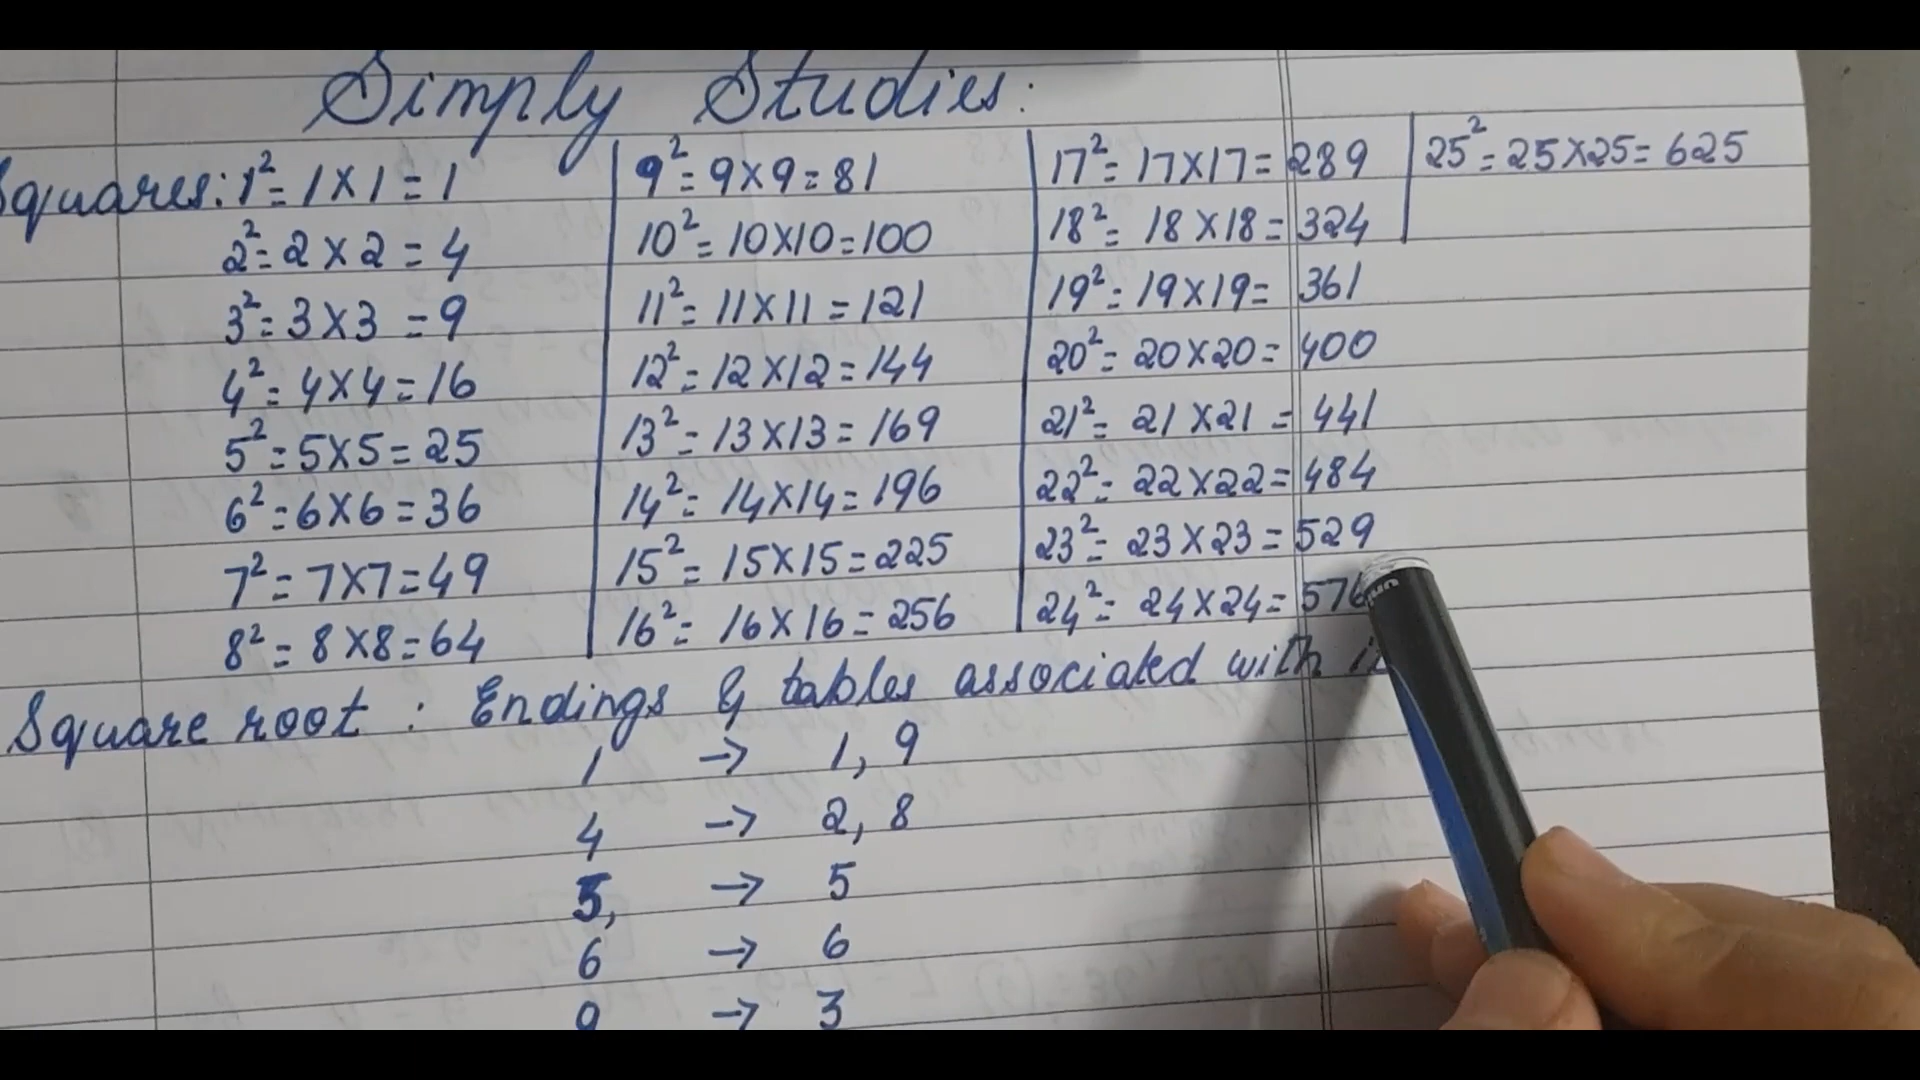 Simply Studies:
Squares: 1² = 1 X 1 = 1
2² = 2 X 2 = 4
3² = 3 X 3 = 9
4² = 4 X 4 = 16
5² = 5 X 5 = 25
6² = 6 X 6 = 36
7² = 7 X 7 = 49
8² = 8 X 8 = 64
9² = 9 X 9 = 81
10² = 10 X 10 = 100
11² = 11 X 11 = 121
12² = 12 X 12 = 144
13² = 13 X 13 = 169
14² = 14 X 14 = 196
15² = 15 X 15 = 225
16² = 16 X 16 = 256
17² = 17 X 17 = 289
18² = 18 X 18 = 324
19² = 19 X 19 = 361
20² = 20 X 20 = 400
21² = 21 X 21 = 441
22² = 22 X 22 = 484
23² = 23 X 23 = 529
24² = 24 X 24 = 576
25² = 25 X 25 = 625
Square root : Endings & tables associated with it
1 → 1, 9
4 → 2, 8
5, → 5
6 → 6
9 → 3